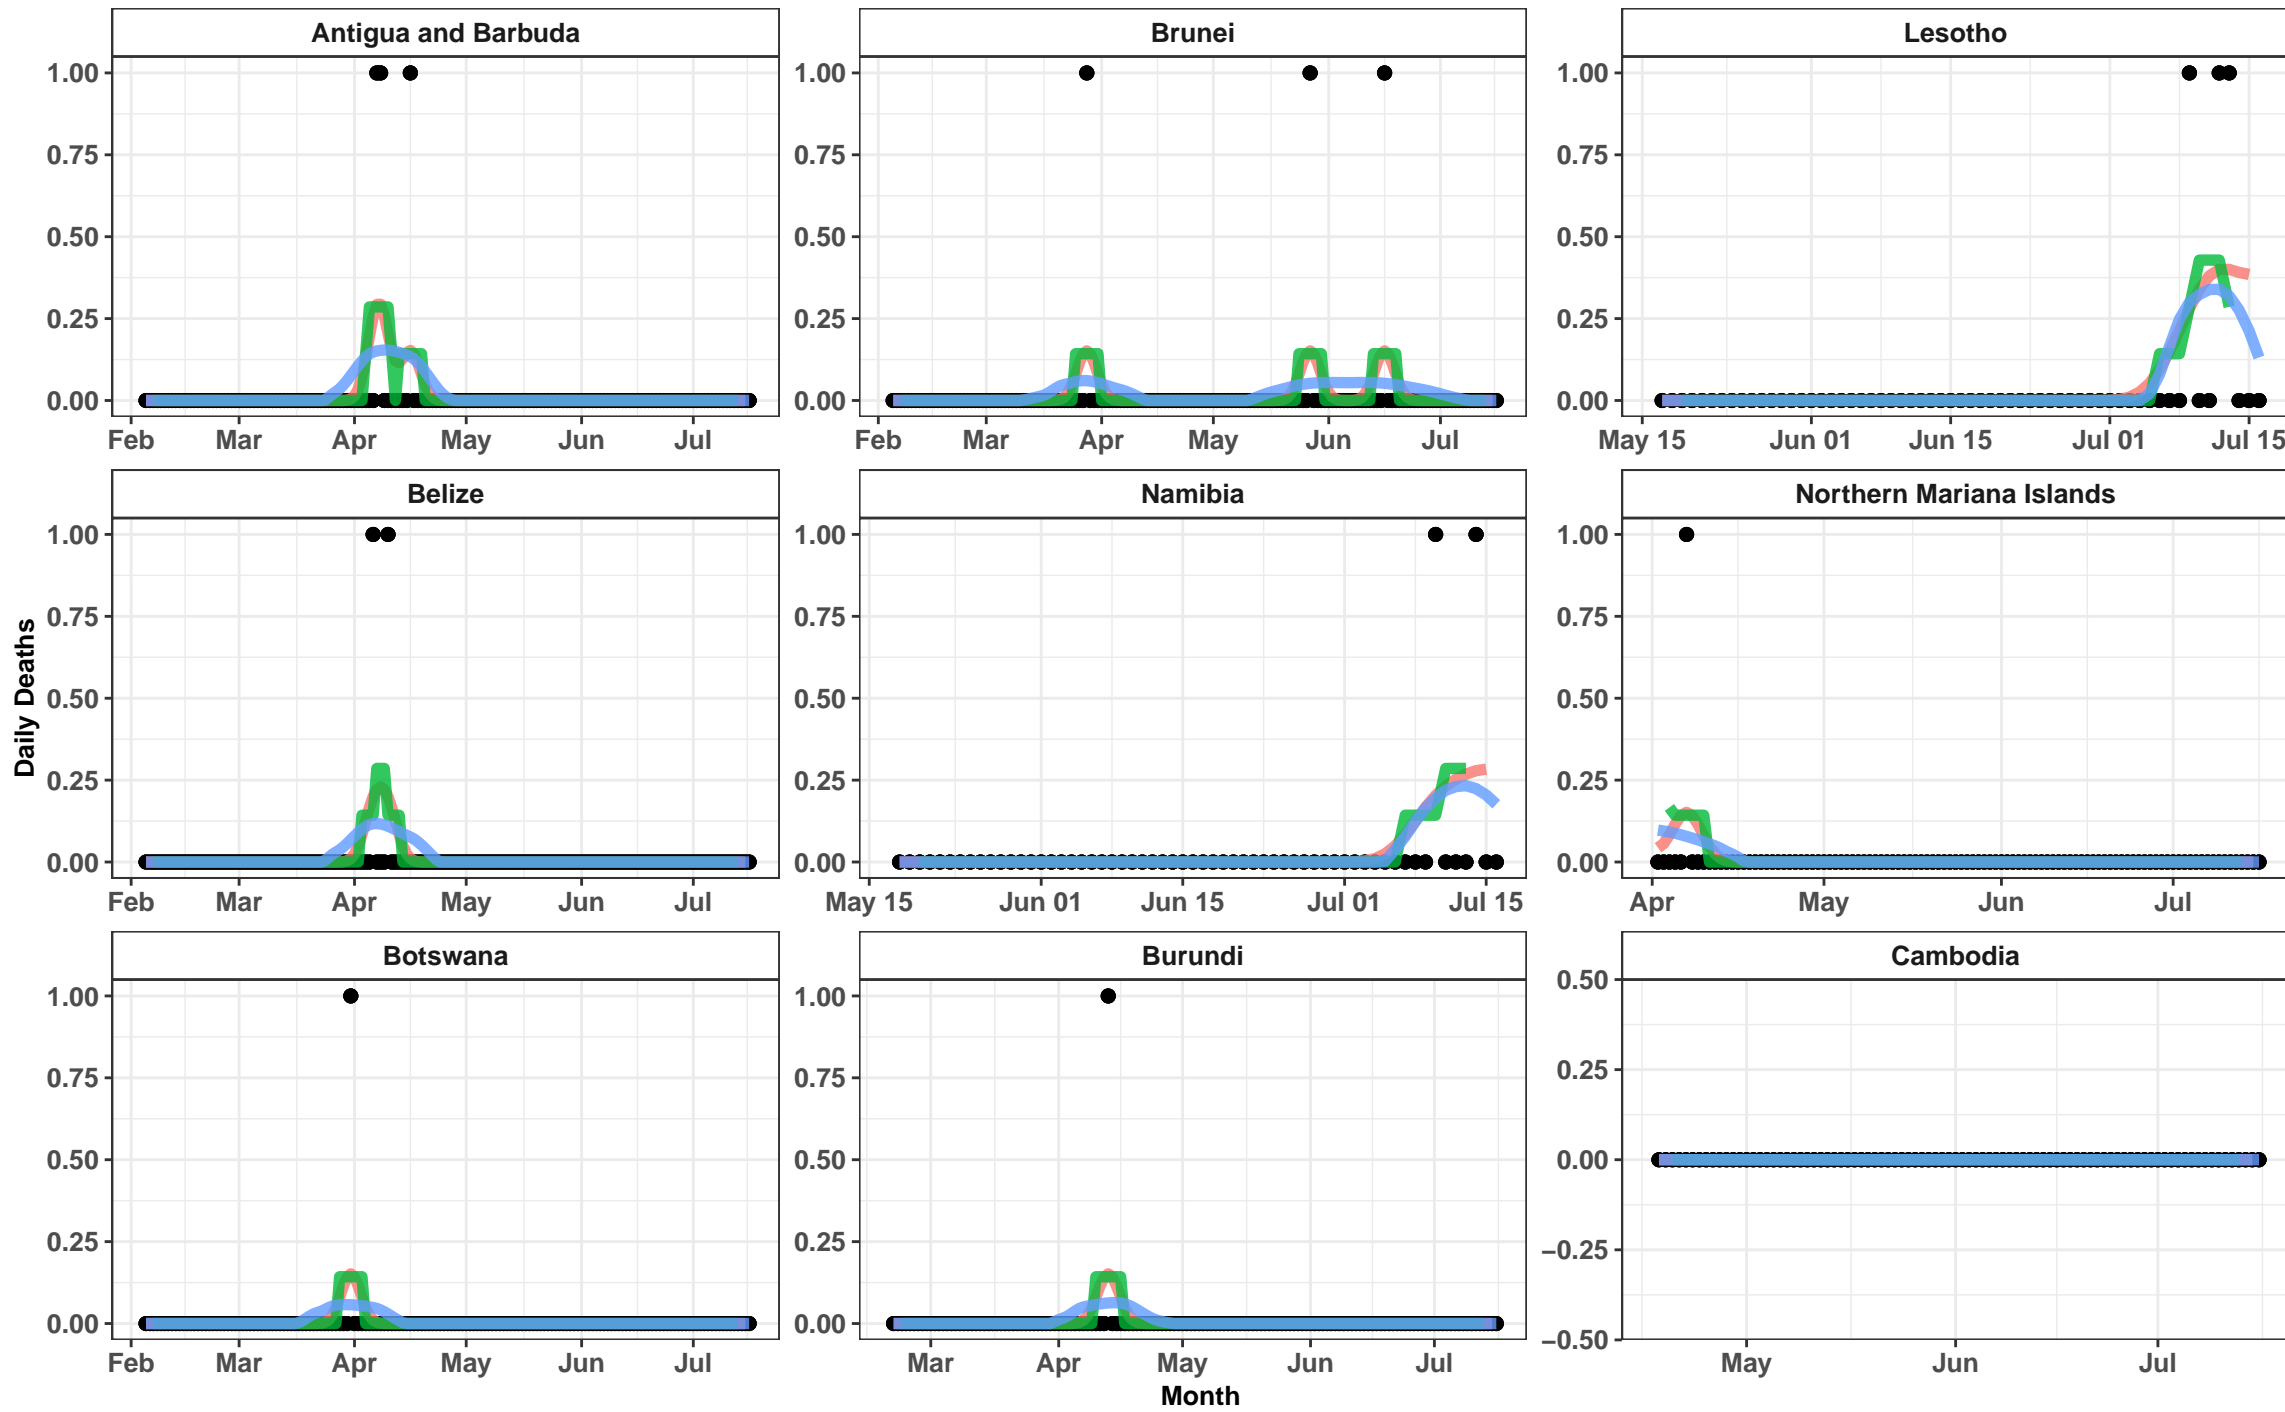 Antigua and Barbuda
1.00
0.75
0.50
0.25
0.00
Feb Mar Apr May Jun Jul
Brunei
1.00
0.75
0.50
0.25
0.00
Feb Mar Apr May Jun Jul
Lesotho
1.00
0.75
0.50
0.25
0.00
May 15 Jun 01 Jun 15 Jul 01 Jul 15
Daily Deaths
Belize
1.00
0.75
0.50
0.25
0.00
Feb Mar Apr May Jun Jul
Namibia
1.00
0.75
0.50
0.25
0.00
May 15 Jun 01 Jun 15 Jul 01 Jul 15
Northern Mariana Islands
1.00
0.75
0.50
0.25
0.00
Apr May Jun Jul
Botswana
1.00
0.75
0.50
0.25
0.00
Feb Mar Apr May Jun Jul
Burundi
1.00
0.75
0.50
0.25
0.00
Mar Apr May Jun Jul
Cambodia
0.50
0.25
0.00
−0.25
−0.50
May Jun Jul
Month